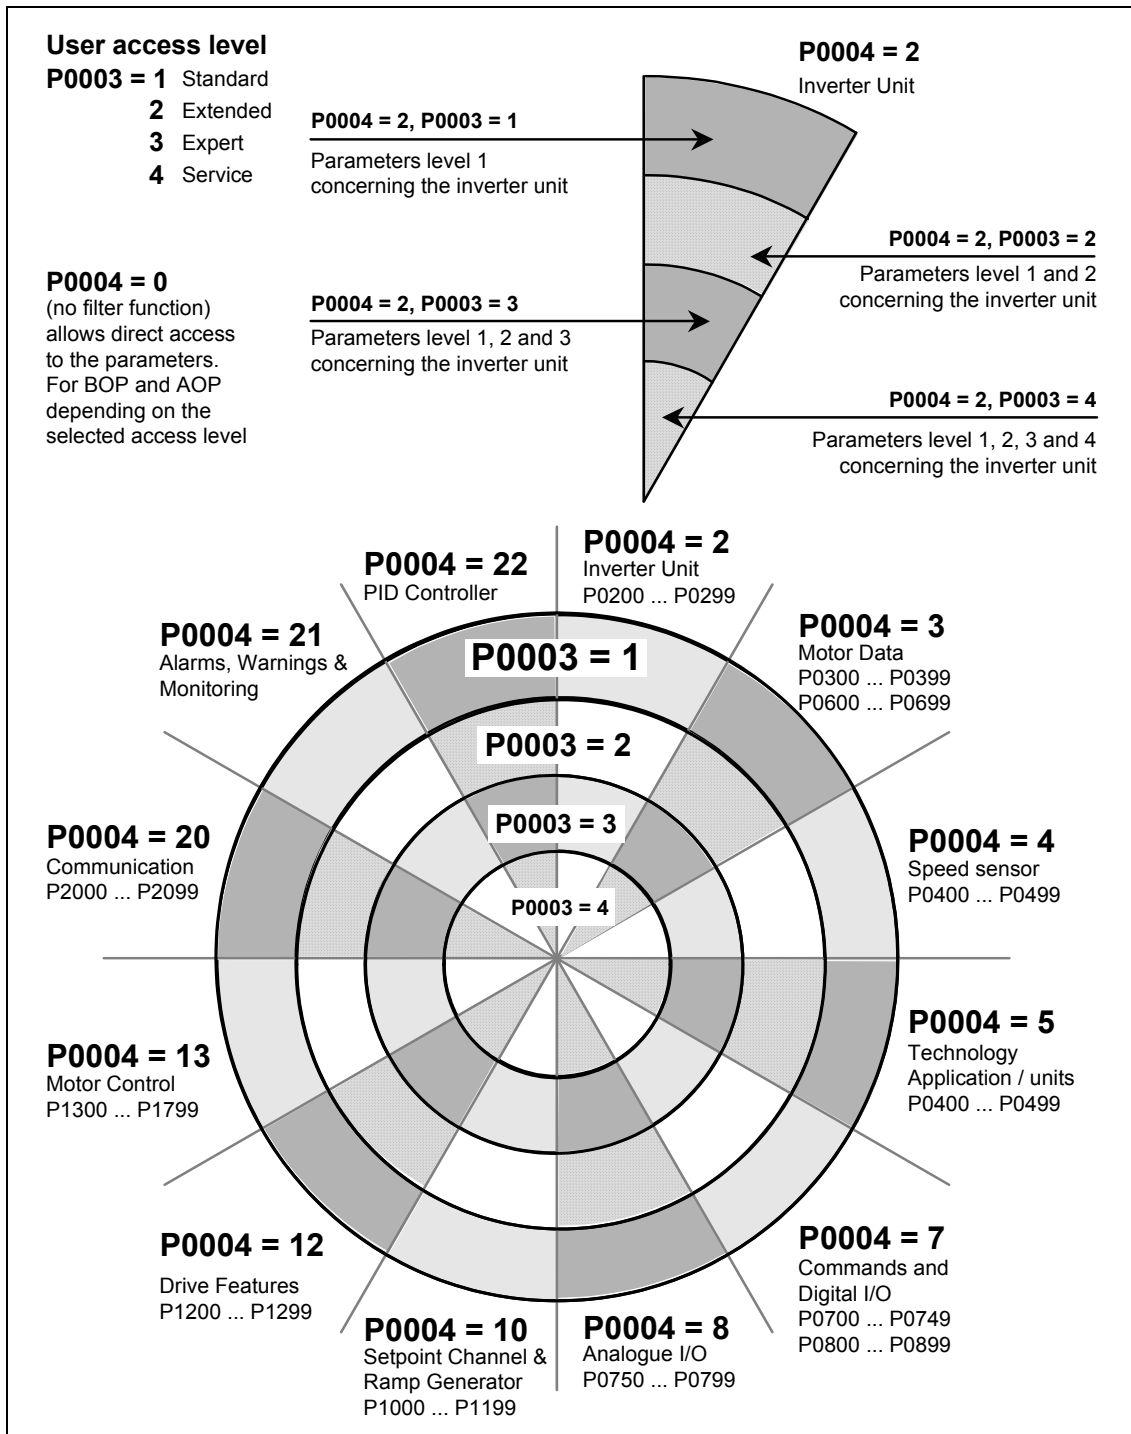 User access level
P0003 = 1 Standard
2 Extended
3 Expert
4 Service
P0004 = 2
Inverter Unit
P0004 = 2, P0003 = 1
Parameters level 1
concerning the inverter unit
P0004 = 2, P0003 = 2
Parameters level 1 and 2
concerning the inverter unit
P0004 = 0
(no filter function)
allows direct access
to the parameters.
For BOP and AOP
depending on the
selected access level
P0004 = 2, P0003 = 3
Parameters level 1, 2 and 3
concerning the inverter unit
P0004 = 2, P0003 = 4
Parameters level 1, 2, 3 and 4
concerning the inverter unit
P0004 = 22
PID Controller
P0004 = 2
Inverter Unit
P0200 ... P0299
P0004 = 21
Alarms, Warnings &
Monitoring
P0004 = 3
Motor Data
P0300 ... P0399
P0600 ... P0699
P0003 = 1
P0003 = 2
P0003 = 3
P0003 = 4
P0004 = 20
Communication
P2000 ... P2099
P0004 = 4
Speed sensor
P0400 ... P0499
P0004 = 13
Motor Control
P1300 ... P1799
P0004 = 5
Technology
Application / units
P0400 ... P0499
P0004 = 12
Drive Features
P1200 ... P1299
P0004 = 7
Commands and
Digital I/O
P0700 ... P0749
P0800 ... P0899
P0004 = 10
Setpoint Channel &
Ramp Generator
P1000 ... P1199
P0004 = 8
Analogue I/O
P0750 ... P0799